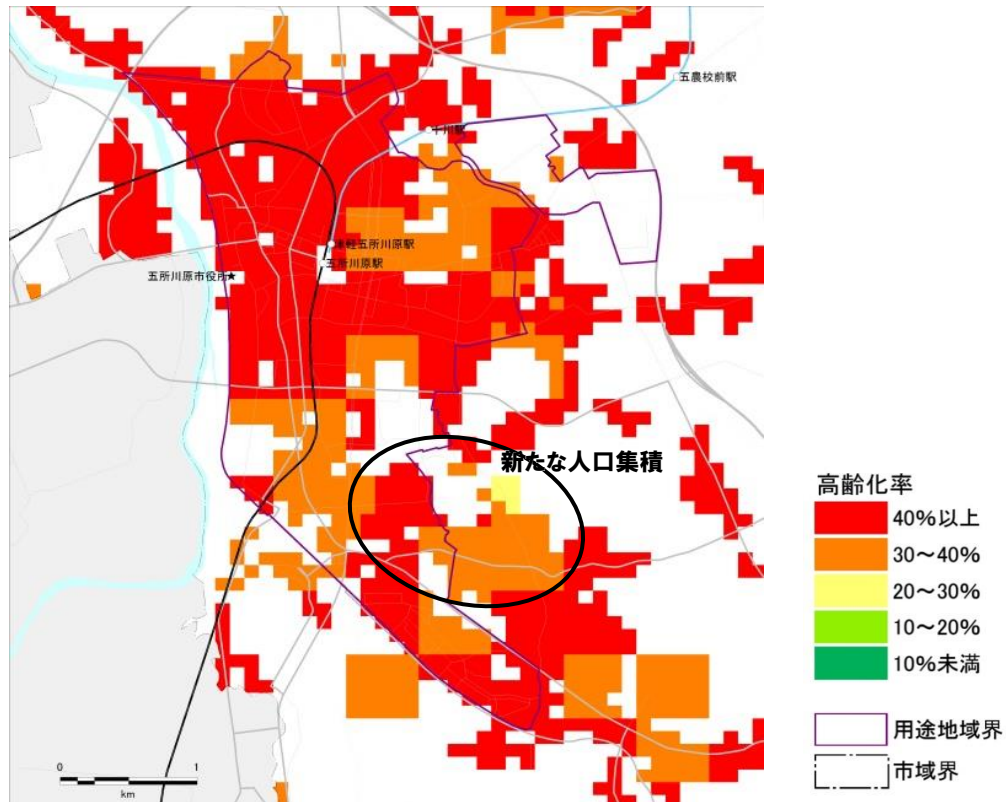 五農校前駅
十川駅
津軽五所川原駅
五所川原駅
五所川原市役所★
新たな人口集積
高齢化率
40%以上
30～40%
20～30%
10～20%
10%未満
用途地域界
市域界
0 1
km